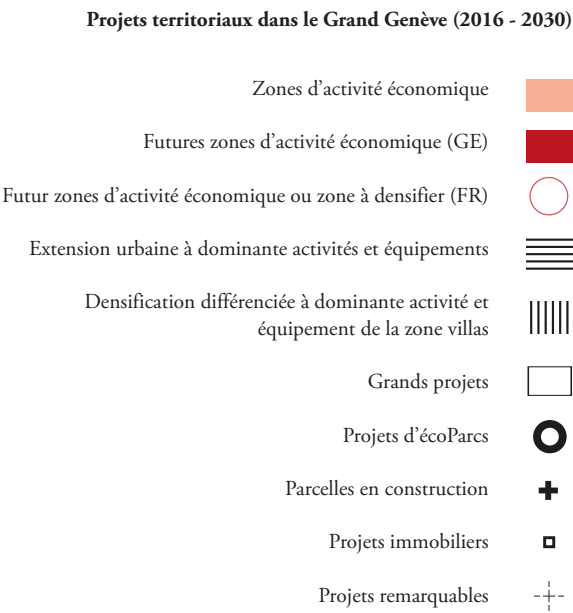 Projets territoriaux dans le Grand Genève (2016 - 2030)
Zones d’activité économique
Futures zones d’activité économique (GE)
Futur zones d’activité économique ou zone à densifier (FR)
Extension urbaine à dominante activités et équipements
Densification différenciée à dominante activité et
équipement de la zone villas
Grands projets
Projets d’écoParcs
Parcelles en construction
Projets immobiliers
Projets remarquables